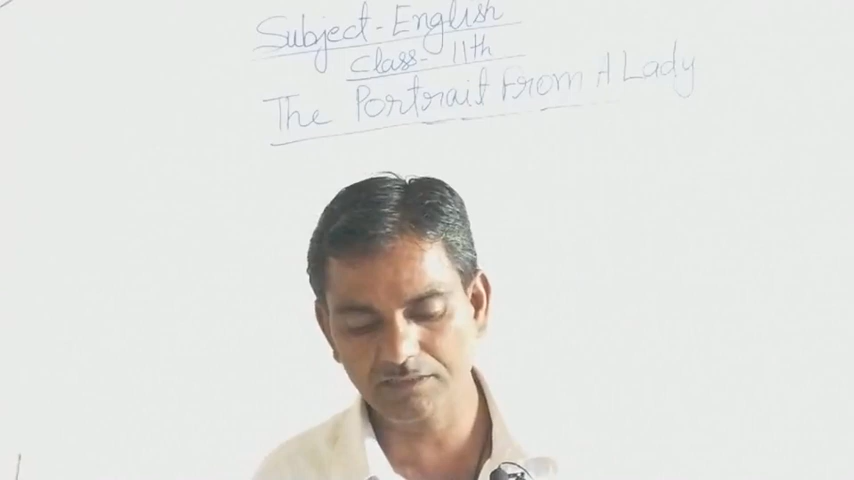 Subject-English
Class- 11th
The Portrait From A Lady